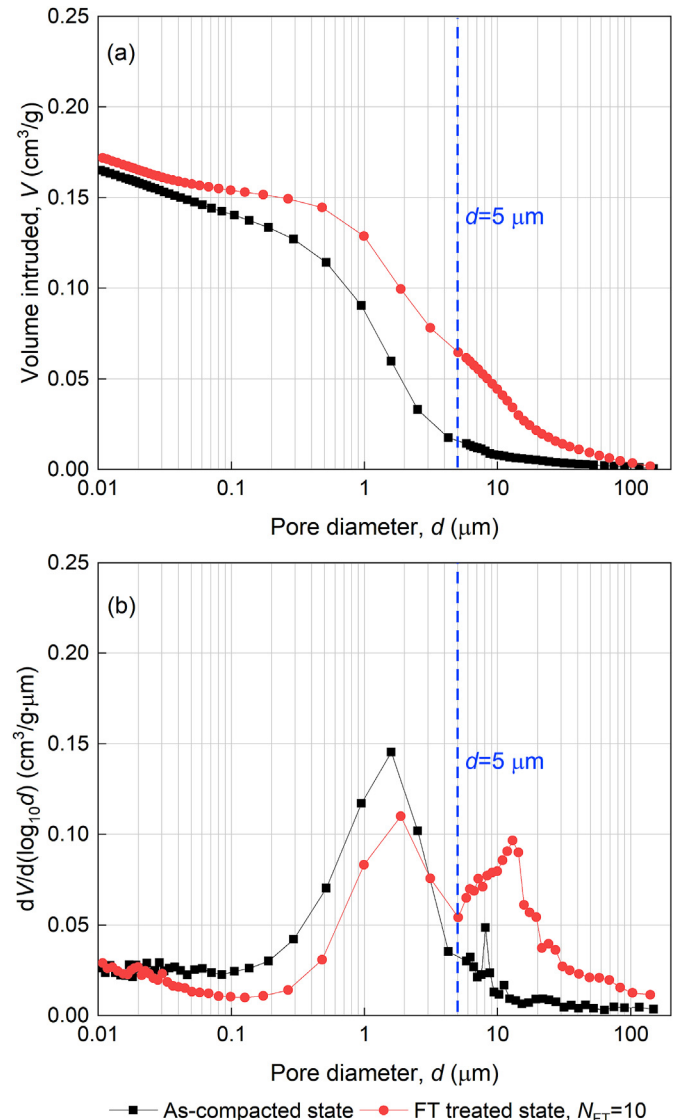 (a)
0.25
0.20
0.15
0.10
0.05
0.00
Volume intruded, V (cm³/g)
d=5 μm
0.01 0.1 1 10 100
Pore diameter, d (μm)
(b)
0.25
0.20
0.15
0.10
0.05
0.00
dV/d(log₁₀d) (cm³/g·μm)
d=5 μm
0.01 0.1 1 10 100
Pore diameter, d (μm)
As-compacted state FT treated state, N_FT=10